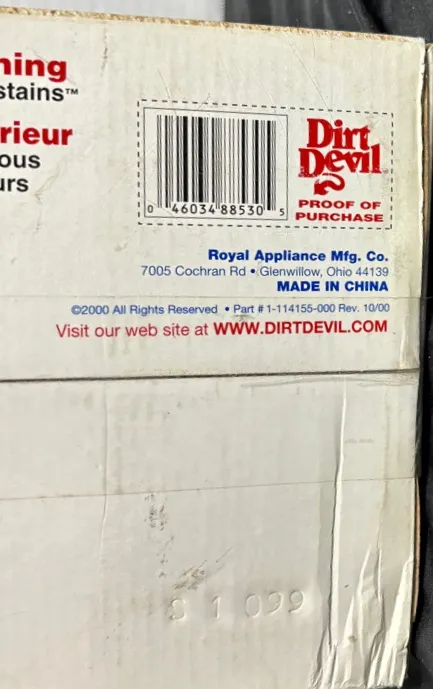 ning
stains™
rieur
ous
urs
0 46034 88530 5
Dirt
Devil
PROOF OF
PURCHASE
Royal Appliance Mfg. Co.
7005 Cochran Rd • Glenwillow, Ohio 44139
MADE IN CHINA
©2000 All Rights Reserved • Part # 1-114155-000 Rev. 10/00
Visit our web site at WWW.DIRTDEVIL.COM
1 099